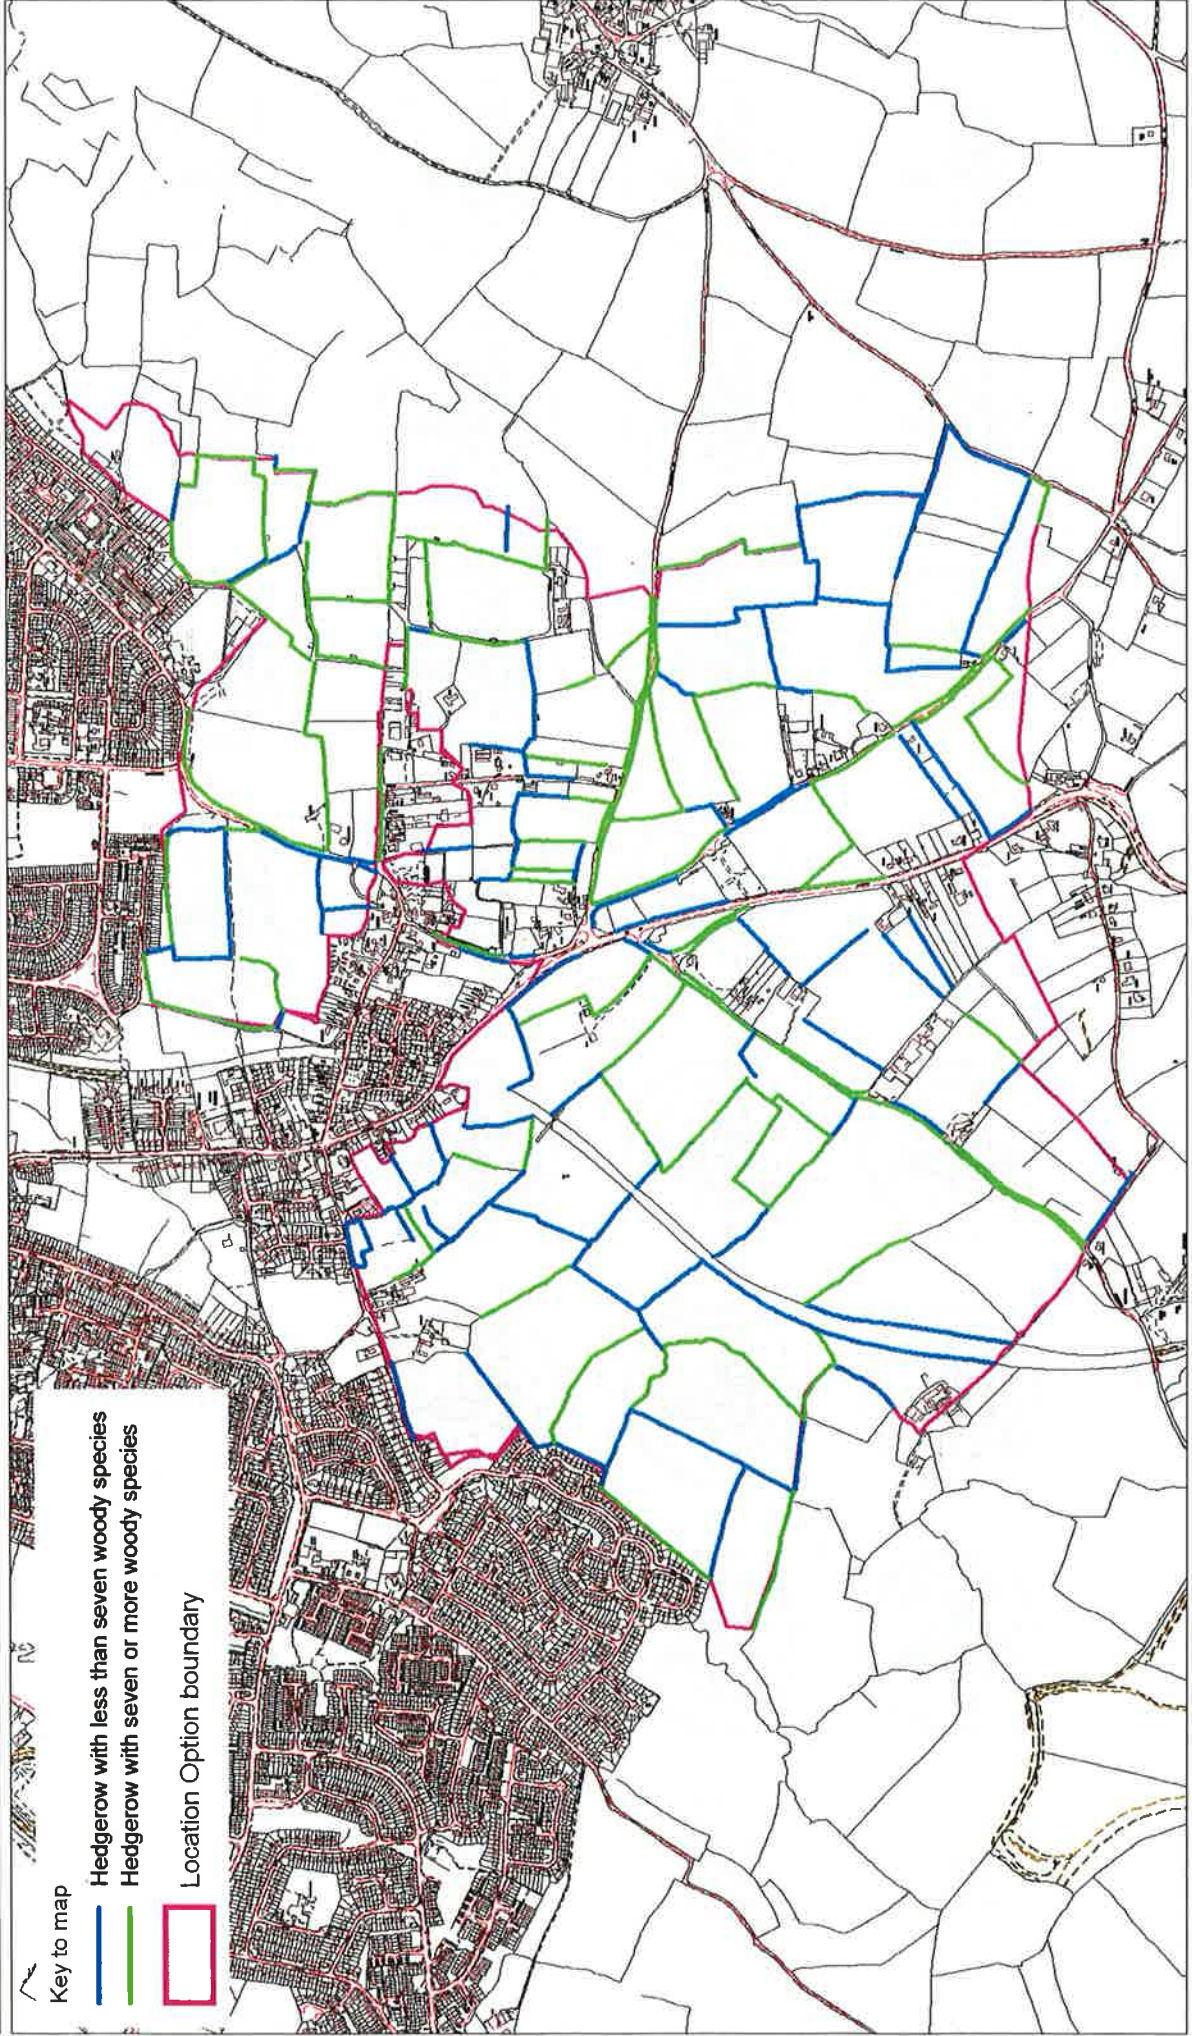 Key to map
Hedgerow with less than seven woody species
Hedgerow with seven or more woody species
Location Option boundary